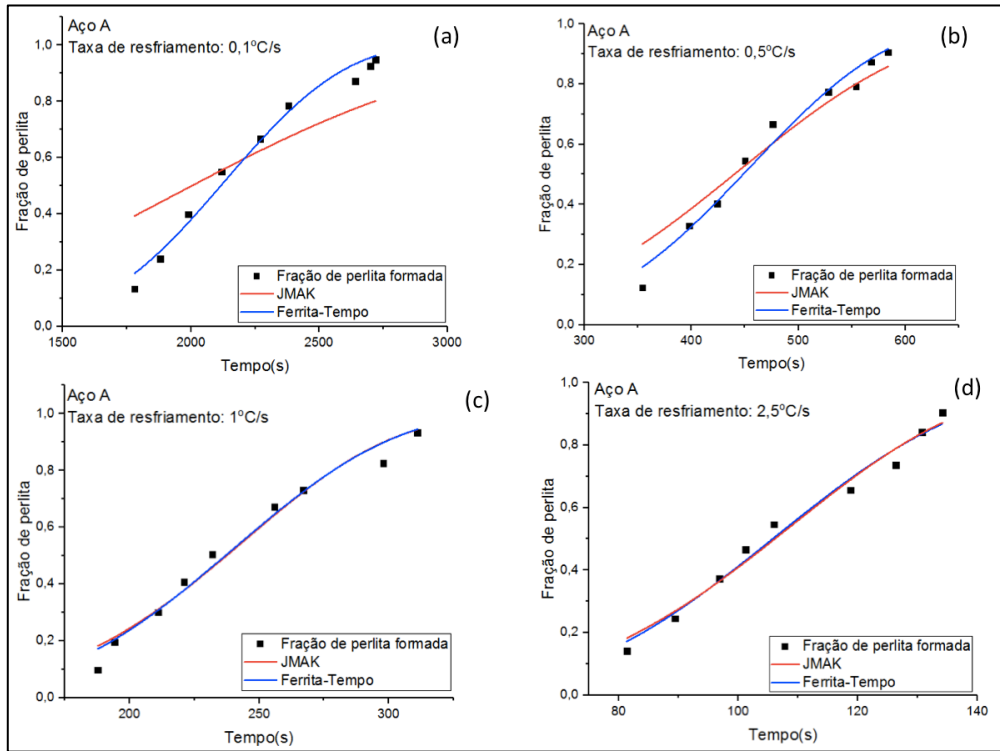 Aço A
Taxa de resfriamento: 0,1°C/s
(a)
1,0
0,8
0,6
0,4
0,2
0,0
Fração de perlita
Fração de perlita formada
JMAK
Ferrita-Tempo
1500
2000
2500
3000
Tempo(s)
Aço A
Taxa de resfriamento: 0,5°C/s
(b)
1,0
0,8
0,6
0,4
0,2
0,0
Fração de perlita
Fração de perlita formada
JMAK
Ferrita-Tempo
300
400
500
600
Tempo(s)
Aço A
Taxa de resfriamento: 1°C/s
(c)
1,0
0,8
0,6
0,4
0,2
0,0
Fração de perlita
Fração de perlita formada
JMAK
Ferrita-Tempo
200
250
300
Tempo(s)
Aço A
Taxa de resfriamento: 2,5°C/s
(d)
1,0
0,8
0,6
0,4
0,2
0,0
Fração de perlita
Fração de perlita formada
JMAK
Ferrita-Tempo
80
100
120
140
Tempo(s)